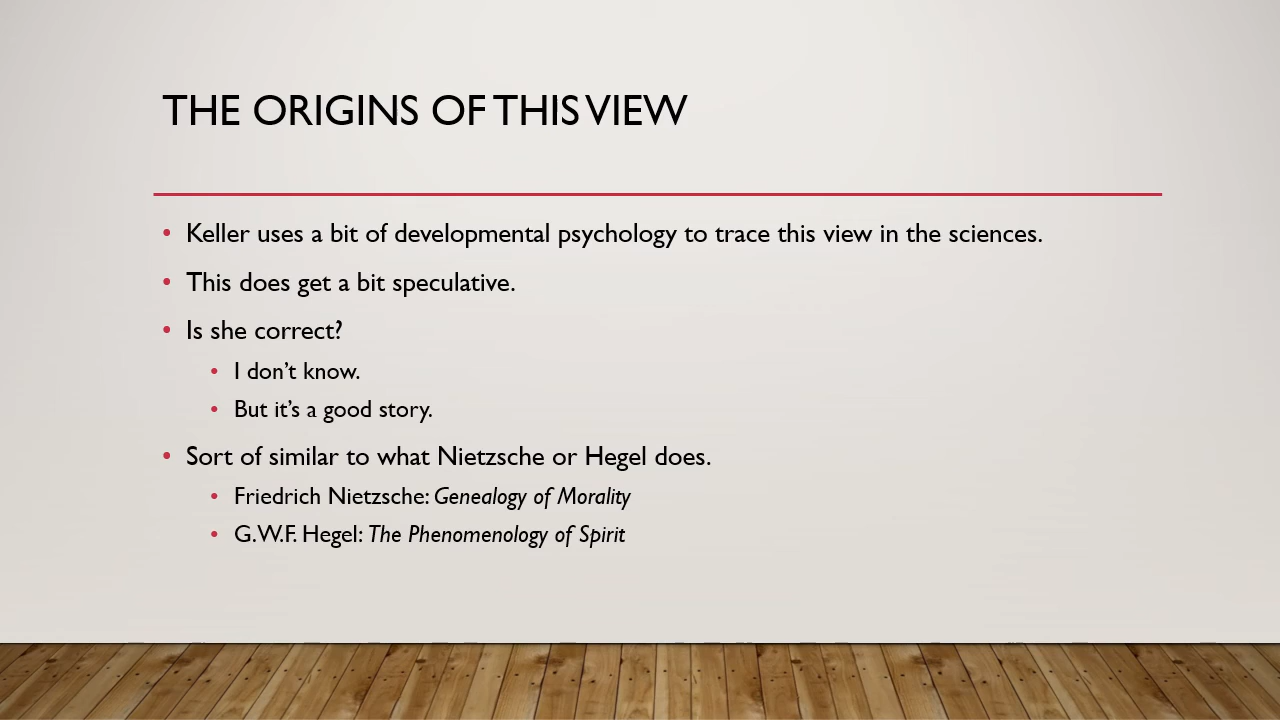 THE ORIGINS OF THIS VIEW
• Keller uses a bit of developmental psychology to trace this view in the sciences.
• This does get a bit speculative.
• Is she correct?
• I don’t know.
• But it’s a good story.
• Sort of similar to what Nietzsche or Hegel does.
• Friedrich Nietzsche: Genealogy of Morality
• G.W.F. Hegel: The Phenomenology of Spirit